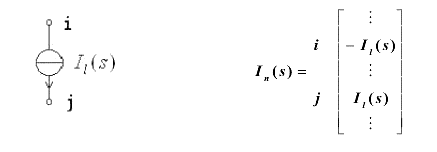 i
I_l(s)
j
I_n(s) =
i
- I_l(s)
⋮
j
I_l(s)
⋮